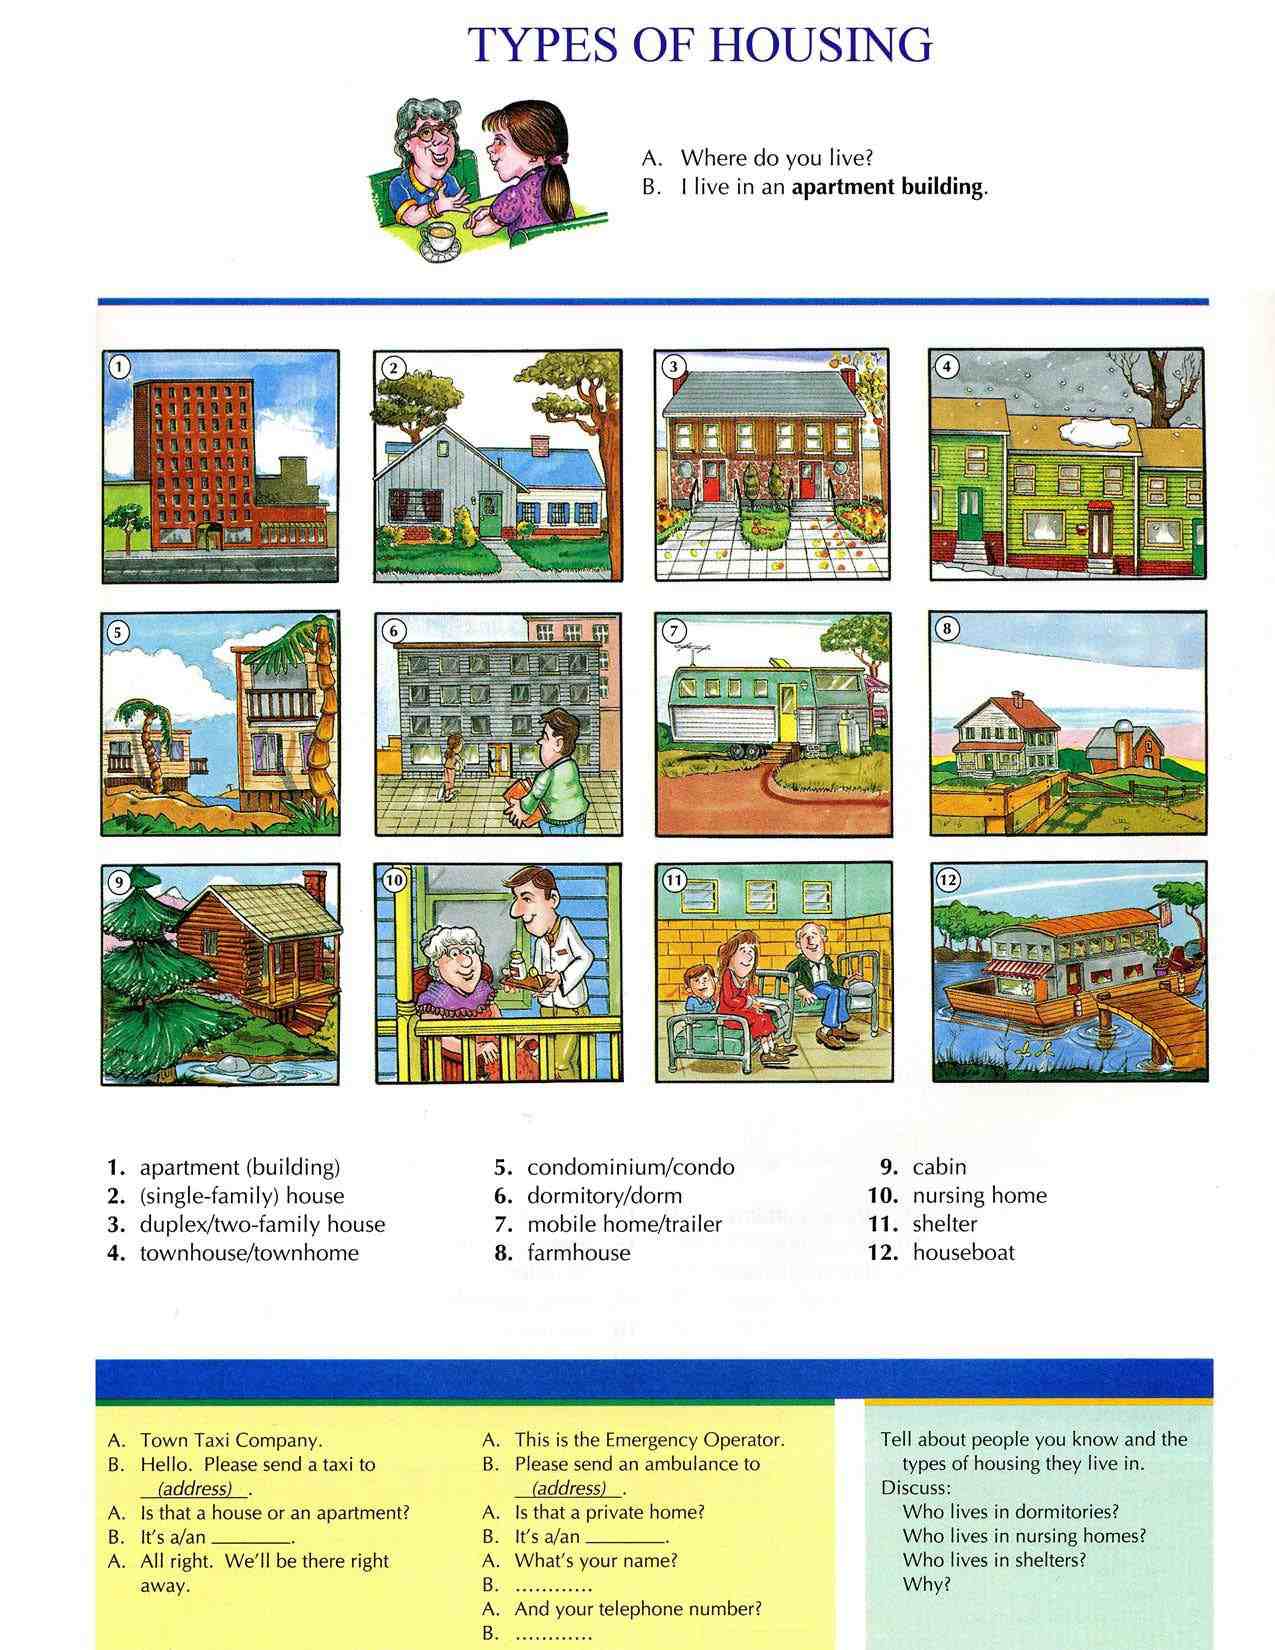 TYPES OF HOUSING
A. Where do you live?
B. I live in an apartment building.
1
2
3
4
5
6
7
8
9
10
11
12
1. apartment (building)
2. (single-family) house
3. duplex/two-family house
4. townhouse/townhome
5. condominium/condo
6. dormitory/dorm
7. mobile home/trailer
8. farmhouse
9. cabin
10. nursing home
11. shelter
12. houseboat
A. Town Taxi Company.
B. Hello. Please send a taxi to
(address).
A. Is that a house or an apartment?
B. It's a/an ________.
A. All right. We'll be there right
away.
A. This is the Emergency Operator.
B. Please send an ambulance to
(address).
A. Is that a private home?
B. It's a/an ________.
A. What's your name?
B. ............
A. And your telephone number?
B. ............
Tell about people you know and the
types of housing they live in.
Discuss:
Who lives in dormitories?
Who lives in nursing homes?
Who lives in shelters?
Why?